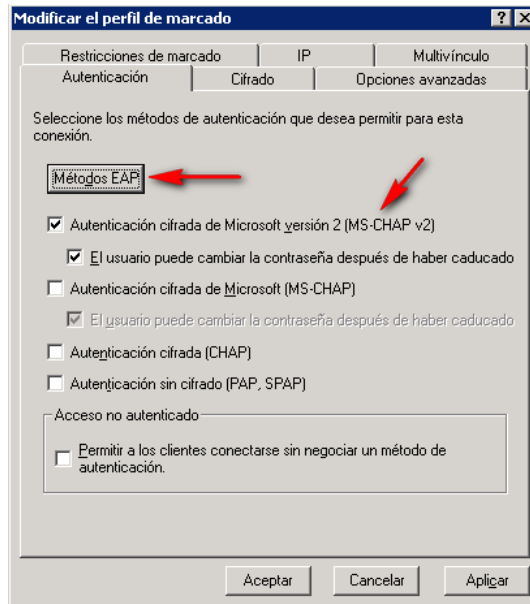 Modificar el perfil de marcado
Restricciones de marcado
IP
Multivínculo
Autenticación
Cifrado
Opciones avanzadas
Seleccione los métodos de autenticación que desea permitir para esta
conexión.
Métodos EAP
Autenticación cifrada de Microsoft versión 2 (MS-CHAP v2)
El usuario puede cambiar la contraseña después de haber caducado
Autenticación cifrada de Microsoft (MS-CHAP)
El usuario puede cambiar la contraseña después de haber caducado
Autenticación cifrada (CHAP)
Autenticación sin cifrado (PAP, SPAP)
Acceso no autenticado
Permitir a los clientes conectarse sin negociar un método de
autenticación.
Aceptar
Cancelar
Aplicar